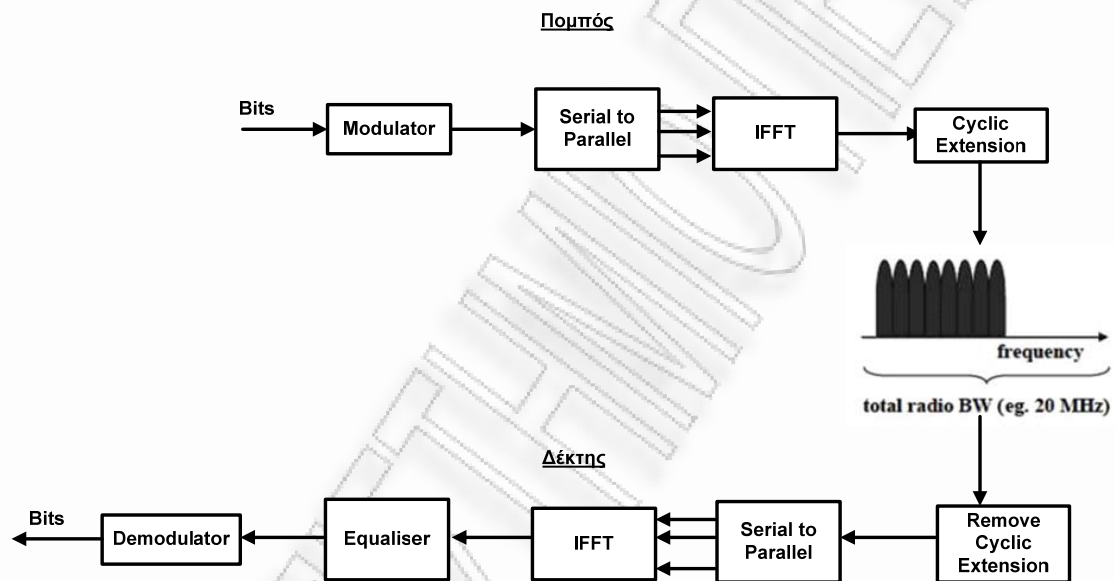 Πομπός
Bits
Modulator
Serial to
Parallel
IFFT
Cyclic
Extension
frequency
total radio BW (eg. 20 MHz)
Δέκτης
Bits
Demodulator
Equaliser
IFFT
Serial to
Parallel
Remove
Cyclic
Extension